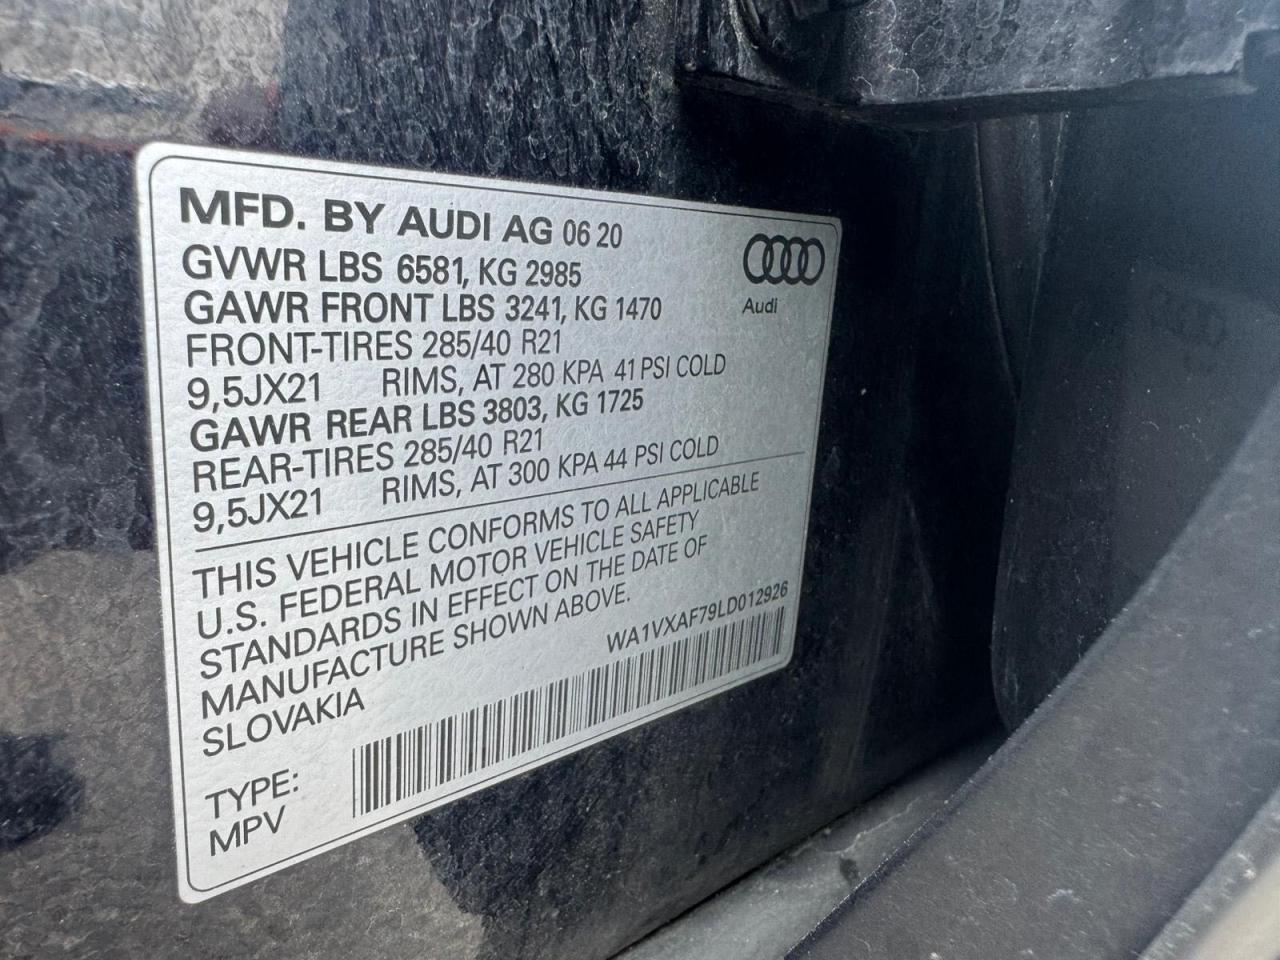 MFD. BY AUDI AG 06 20
GVWR LBS 6581, KG 2985
GAWR FRONT LBS 3241, KG 1470
FRONT-TIRES 285/40 R21
9,5JX21 RIMS, AT 280 KPA 41 PSI COLD
GAWR REAR LBS 3803, KG 1725
REAR-TIRES 285/40 R21
9,5JX21 RIMS, AT 300 KPA 44 PSI COLD
Audi
THIS VEHICLE CONFORMS TO ALL APPLICABLE
U.S. FEDERAL MOTOR VEHICLE SAFETY
STANDARDS IN EFFECT ON THE DATE OF
MANUFACTURE SHOWN ABOVE.
SLOVAKIA
WA1VXAF79LD012926
TYPE:
MPV